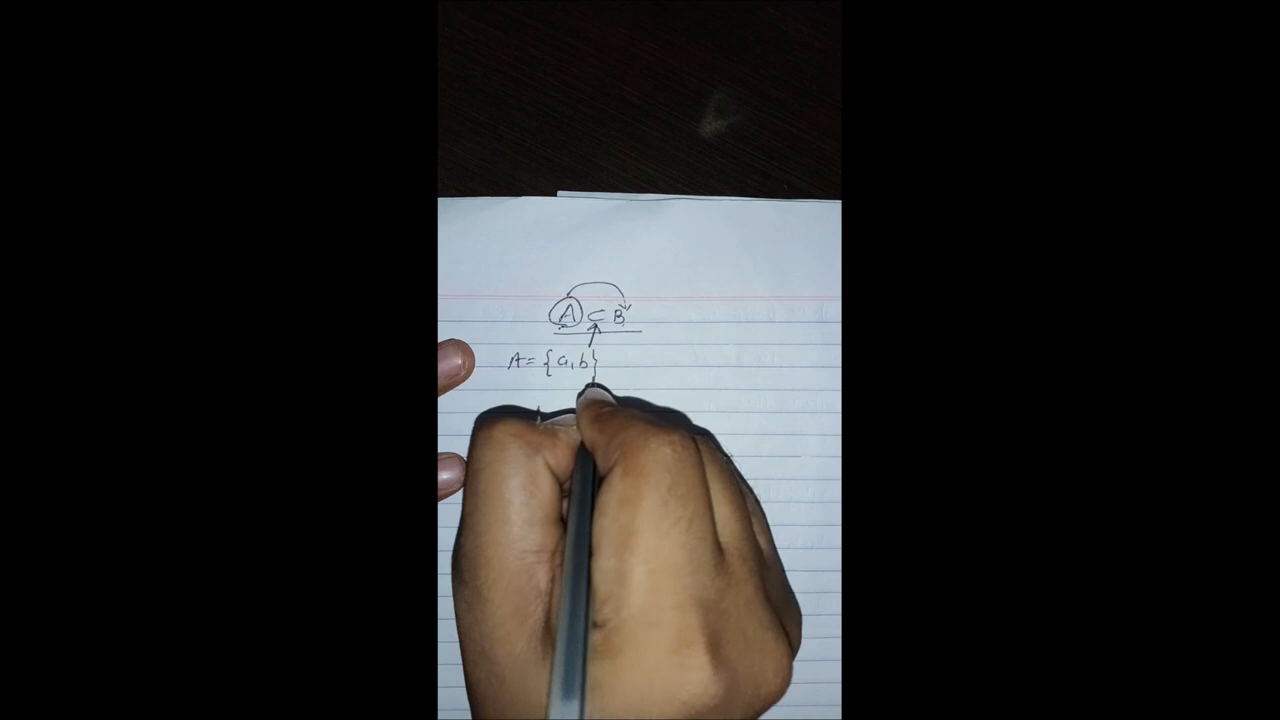 A ⊂ B
A = {a, b}